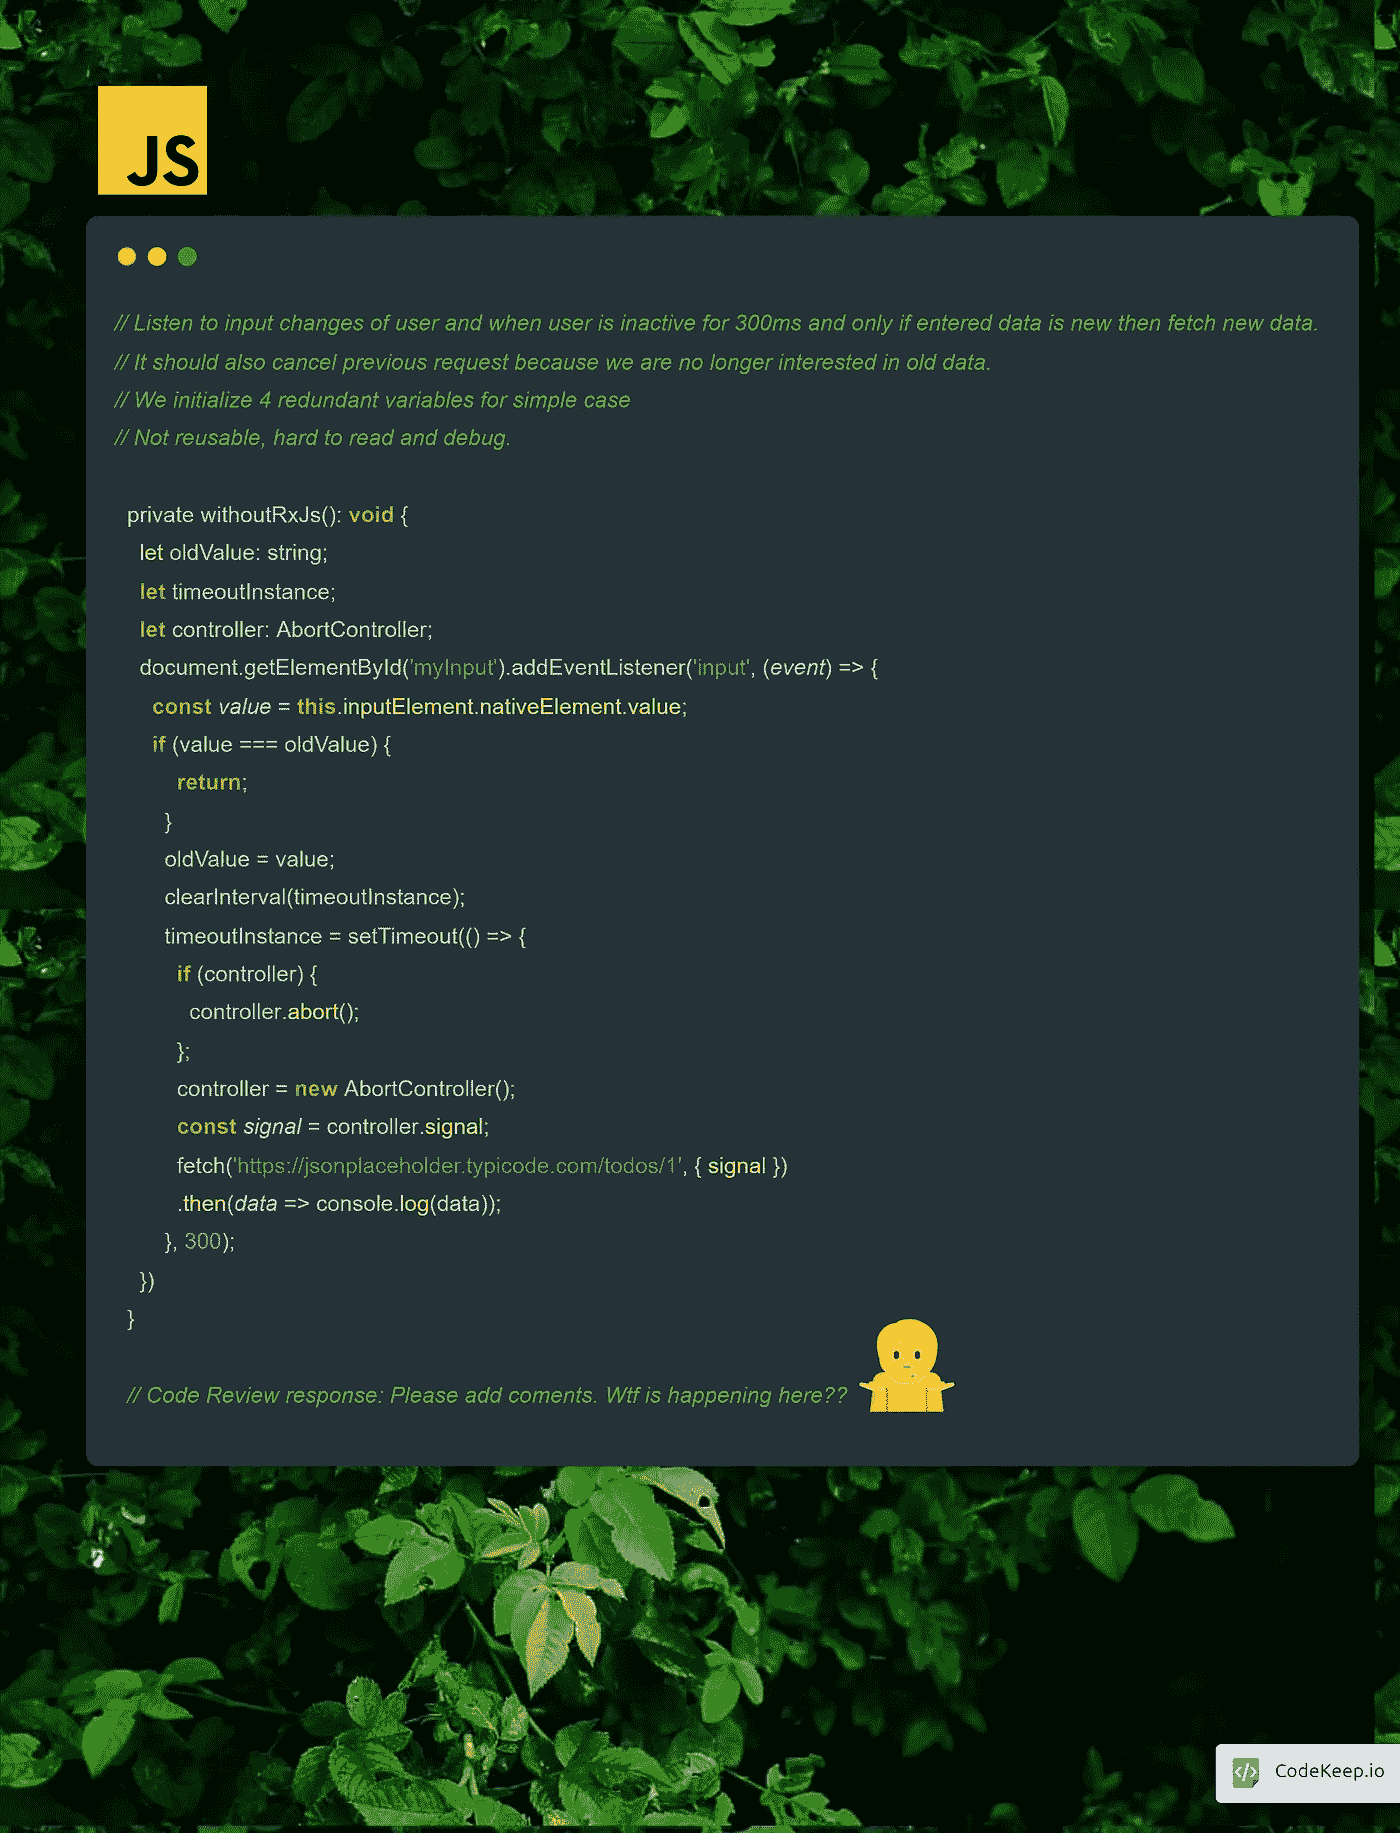 JS
// Listen to input changes of user and when user is inactive for 300ms and only if entered data is new then fetch new data.
// It should also cancel previous request because we are no longer interested in old data.
// We initialize 4 redundant variables for simple case
// Not reusable, hard to read and debug.
private withoutRxJs(): void {
let oldValue: string;
let timeoutInstance;
let controller: AbortController;
document.getElementById('myInput').addEventListener('input', (event) => {
const value = this.inputElement.nativeElement.value;
if (value === oldValue) {
return;
}
oldValue = value;
clearInterval(timeoutInstance);
timeoutInstance = setTimeout(() => {
if (controller) {
controller.abort();
};
controller = new AbortController();
const signal = controller.signal;
fetch('https://jsonplaceholder.typicode.com/todos/1', { signal })
.then(data => console.log(data));
}, 300);
})
}
// Code Review response: Please add coments. Wtf is happening here??
</> CodeKeep.io